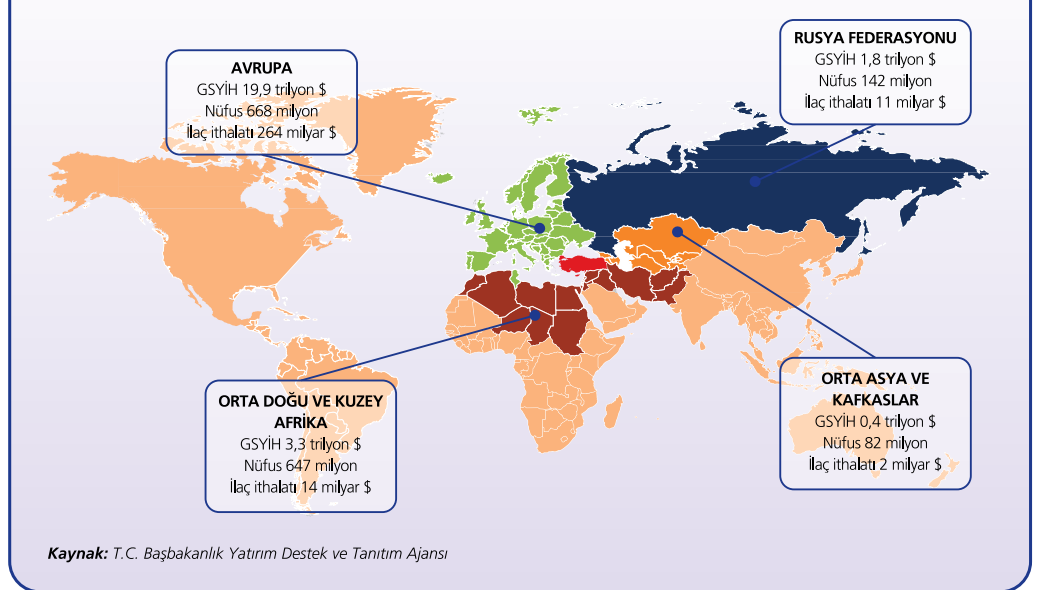 AVRUPA
GSYİH 19,9 trilyon $
Nüfus 668 milyon
İlaç ithalatı 264 milyar $
RUSYA FEDERASYONU
GSYİH 1,8 trilyon $
Nüfus 142 milyon
İlaç ithalatı 11 milyar $
ORTA DOĞU VE KUZEY
AFRİKA
GSYİH 3,3 trilyon $
Nüfus 647 milyon
İlaç ithalatı 14 milyar $
ORTA ASYA VE
KAFKASLAR
GSYİH 0,4 trilyon $
Nüfus 82 milyon
İlaç ithalatı 2 milyar $
Kaynak: T.C. Başbakanlık Yatırım Destek ve Tanıtım Ajansı